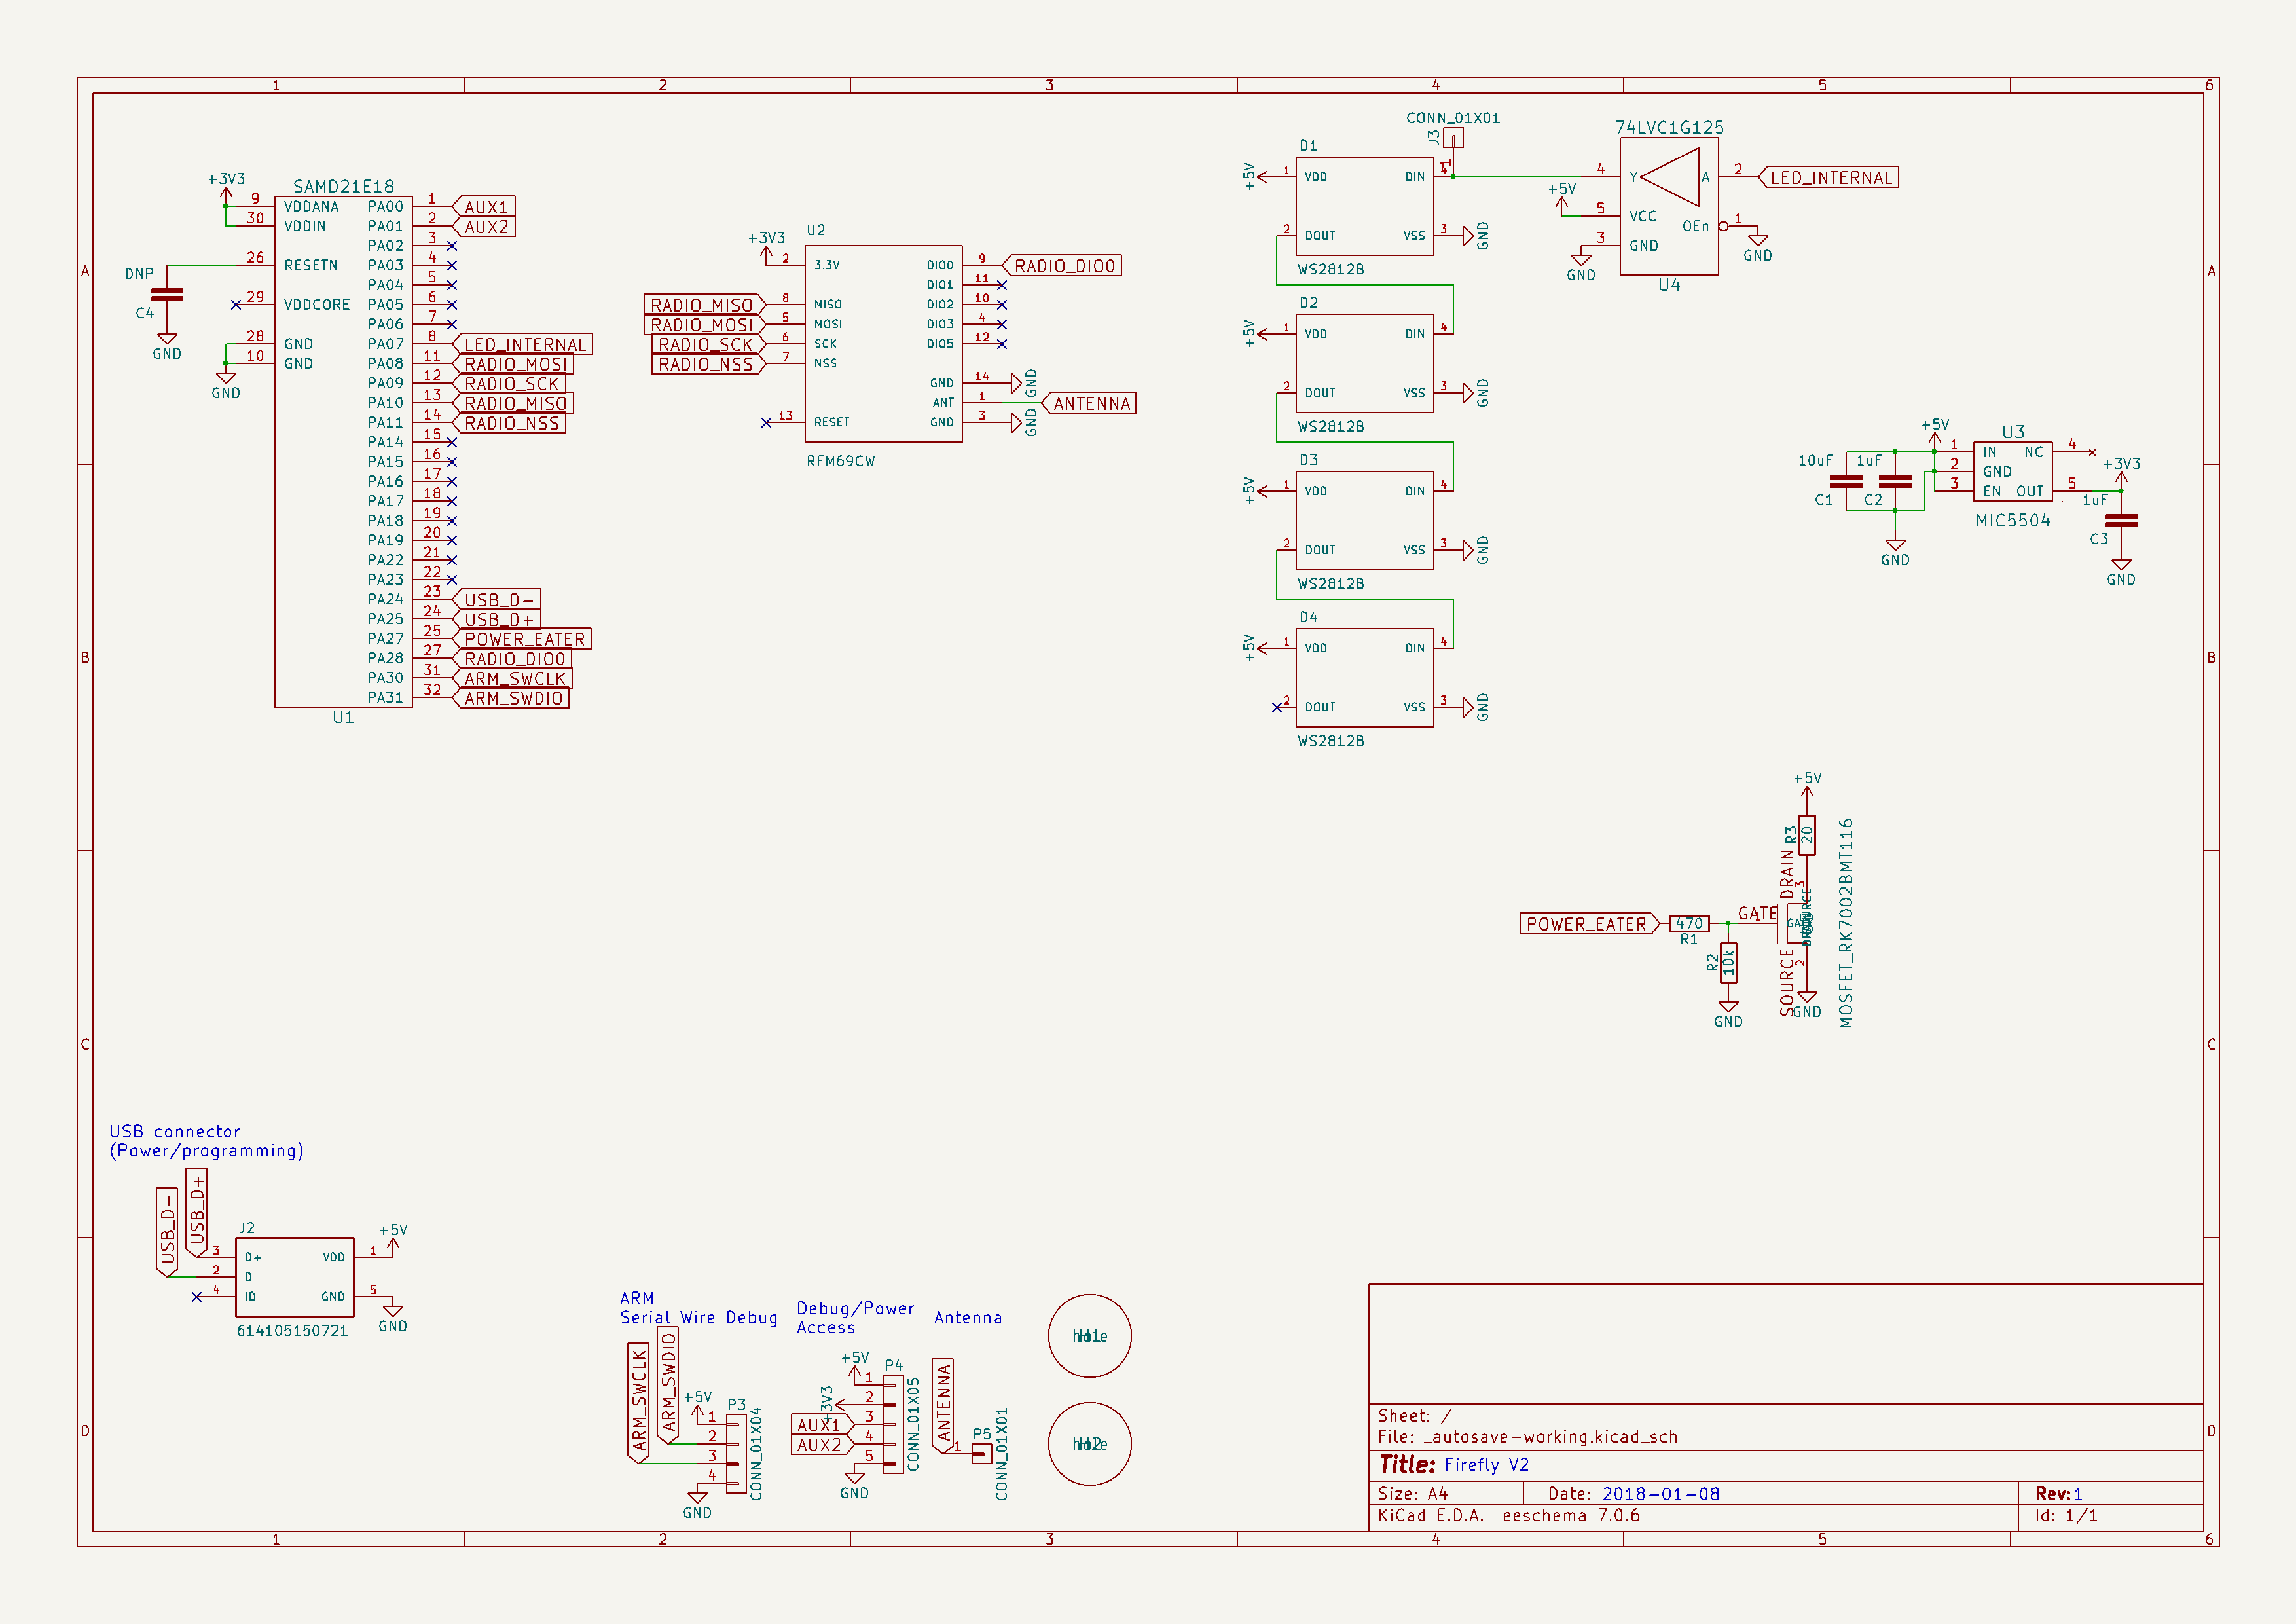 1 2 3 4 5 6
A
B
C
D
SAMD21E18
+3V3
9 VDDANA PA00 1 AUX1
30 VDDIN PA01 2 AUX2
PA02 3
26 RESETN PA03 4
PA04 5
29 VDDCORE PA05 6
PA06 7
28 GND PA07 8 LED_INTERNAL
10 GND PA08 11 RADIO_MOSI
PA09 12 RADIO_SCK
PA10 13 RADIO_MISO
PA11 14 RADIO_NSS
PA14 15
PA15 16
PA16 17
PA17 18
PA18 19
PA19 20
PA22 21
PA23 22
PA24 23 USB_D-
PA25 24 USB_D+
PA27 25 POWER_EATER
PA28 27 RADIO_DIO0
PA30 31 ARM_SWCLK
PA31 32 ARM_SWDIO
U1
DNP
C4
GND
GND
U2
+3V3
2 3.3V DIO0 9 RADIO_DIO0
DIO1 11
RADIO_MISO 8 MISO DIO2 10
RADIO_MOSI 5 MOSI DIO3 4
RADIO_SCK 6 SCK DIO5 12
RADIO_NSS 7 NSS
GND 14 GND
ANT 1 ANTENNA
13 RESET GND 3 GND
RFM69CW
CONN_01X01
J3
1
D1
+5V 1 VDD DIN 4
2 DOUT VSS 3 GND
WS2812B
D2
+5V 1 VDD DIN 4
2 DOUT VSS 3 GND
WS2812B
D3
+5V 1 VDD DIN 4
2 DOUT VSS 3 GND
WS2812B
D4
+5V 1 VDD DIN 4
2 DOUT VSS 3 GND
WS2812B
74LVC1G125
4 Y A 2 LED_INTERNAL
+5V
5 VCC
OEn 1
3 GND
GND
GND
U4
+5V
U3
1 IN NC 4
2 GND
3 EN OUT 5
MIC5504
10uF
C1
1uF
C2
GND
+3V3
1uF
C3
GND
+5V
R3
20
DRAIN
3
GATE
1
SOURCE
2
GND
MOSFET_RK7002BMT116
POWER_EATER
470
R1
R2
10k
GND
USB connector
(Power/programming)
USB_D-
USB_D+
J2
+5V
3 D+ VDD 1
2 D
4 ID GND 5
614105150721
GND
ARM
Serial Wire Debug
ARM_SWCLK
ARM_SWDIO
+5V
P3
1
2
3
4
GND
CONN_01X04
Debug/Power
Access
+5V
P4
+3V3
1
2
AUX1 3
AUX2 4
5
GND
CONN_01X05
Antenna
ANTENNA
1
P5
CONN_01X01
hole
H1
hole
H2
Sheet: /
File: _autosave-working.kicad_sch
Title: Firefly V2
Size: A4 Date: 2018-01-08 Rev: 1
KiCad E.D.A. eeschema 7.0.6 Id: 1/1
1 2 3 4 5 6
A
B
C
D